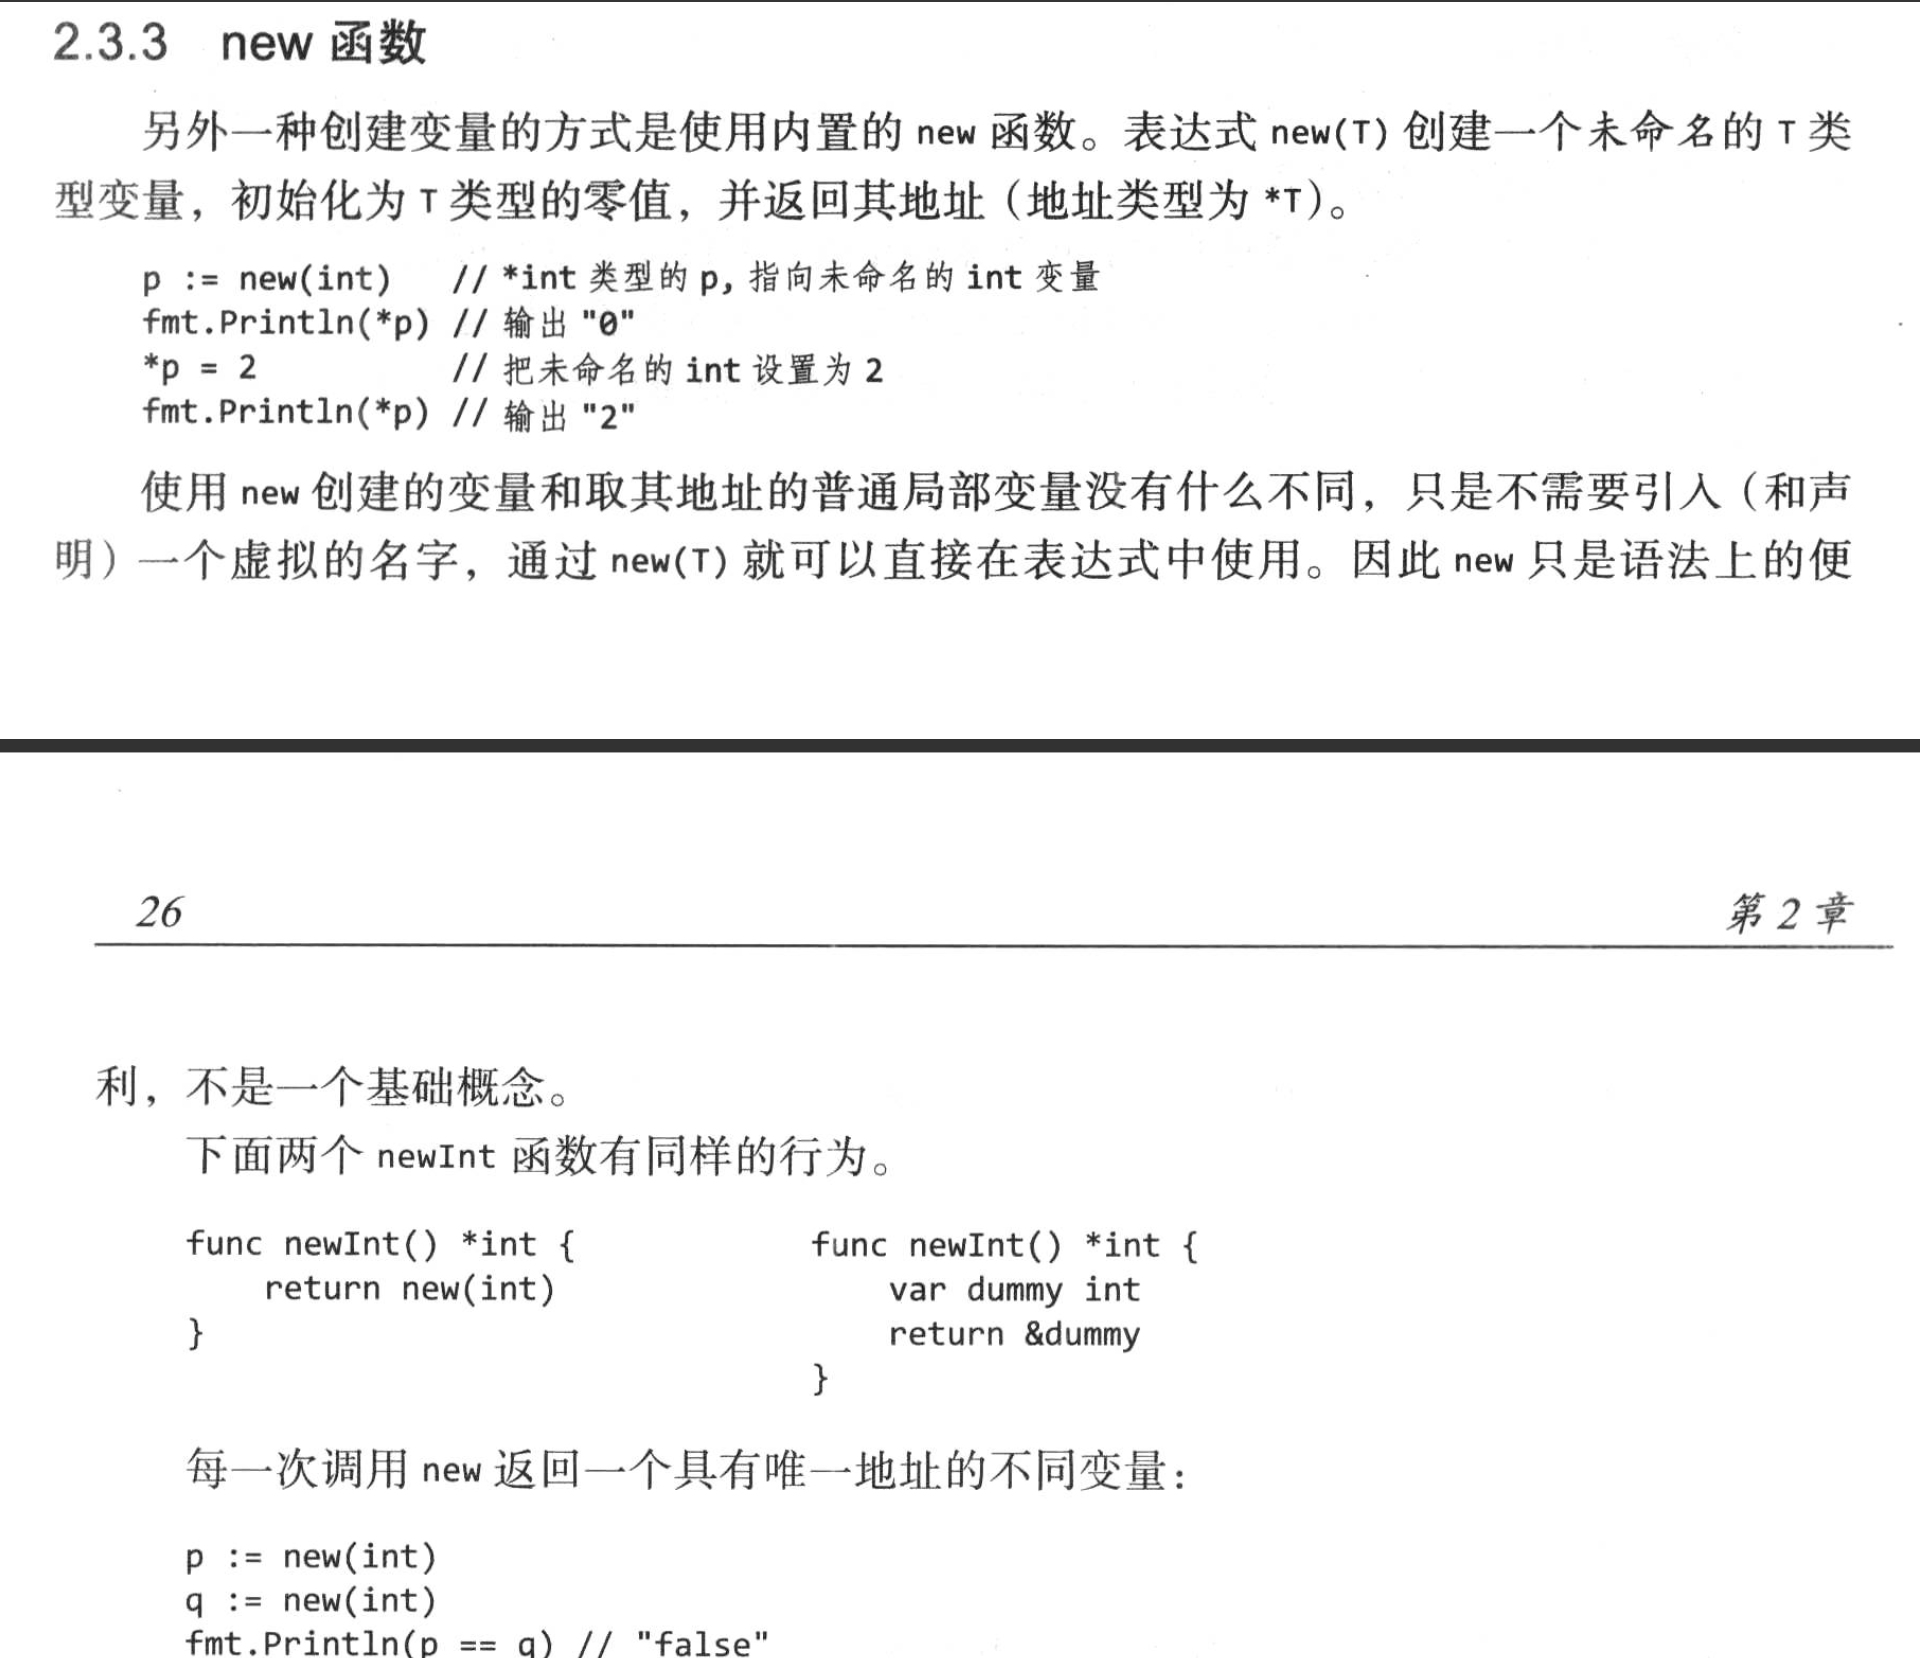 2.3.3 new 函数
另外一种创建变量的方式是使用内置的 new 函数。表达式 new(T) 创建一个未命名的 T 类
型变量，初始化为 T 类型的零值，并返回其地址（地址类型为 *T）。
p := new(int)   // *int 类型的 p, 指向未命名的 int 变量
fmt.Println(*p) // 输出 "0"
*p = 2          // 把未命名的 int 设置为 2
fmt.Println(*p) // 输出 "2"
使用 new 创建的变量和取其地址的普通局部变量没有什么不同，只是不需要引入（和声
明）一个虚拟的名字，通过 new(T) 就可以直接在表达式中使用。因此 new 只是语法上的便
26 第 2 章
利，不是一个基础概念。
下面两个 newInt 函数有同样的行为。
func newInt() *int {
    return new(int)
}
func newInt() *int {
    var dummy int
    return &dummy
}
每一次调用 new 返回一个具有唯一地址的不同变量：
p := new(int)
q := new(int)
fmt.Println(p == q) // "false"